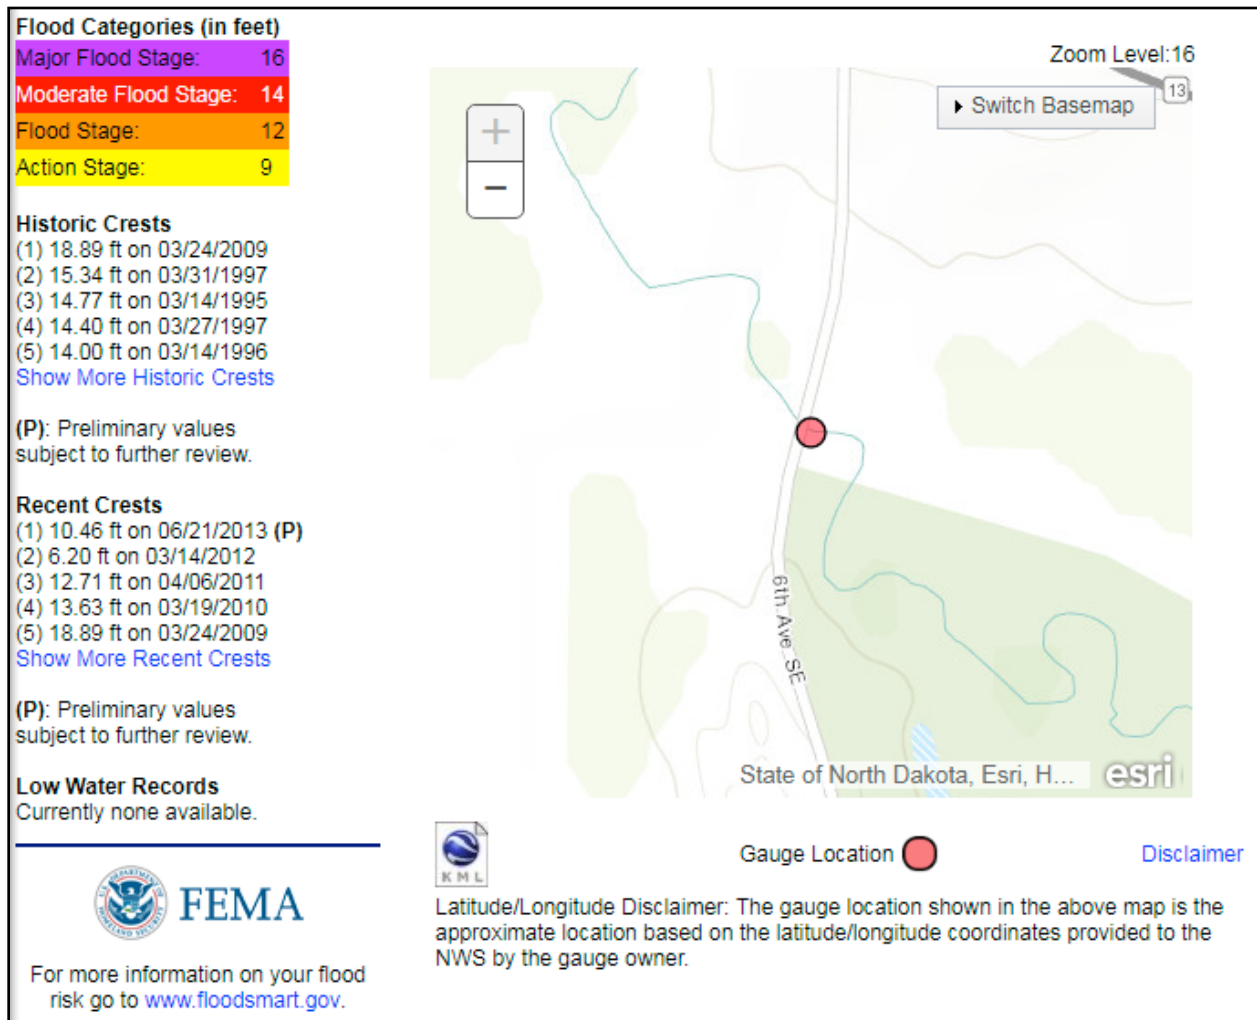 Flood Categories (in feet)
Major Flood Stage: 16
Moderate Flood Stage: 14
Flood Stage: 12
Action Stage: 9
Historic Crests
(1) 18.89 ft on 03/24/2009
(2) 15.34 ft on 03/31/1997
(3) 14.77 ft on 03/14/1995
(4) 14.40 ft on 03/27/1997
(5) 14.00 ft on 03/14/1996
Show More Historic Crests
(P): Preliminary values
subject to further review.
Recent Crests
(1) 10.46 ft on 06/21/2013 (P)
(2) 6.20 ft on 03/14/2012
(3) 12.71 ft on 04/06/2011
(4) 13.63 ft on 03/19/2010
(5) 18.89 ft on 03/24/2009
Show More Recent Crests
(P): Preliminary values
subject to further review.
Low Water Records
Currently none available.
FEMA
For more information on your flood
risk go to www.floodsmart.gov.
Zoom Level:16
+
−
Switch Basemap
13
6th Ave SE
State of North Dakota, Esri, H...
esri
KML
Gauge Location
Disclaimer
Latitude/Longitude Disclaimer: The gauge location shown in the above map is the
approximate location based on the latitude/longitude coordinates provided to the
NWS by the gauge owner.